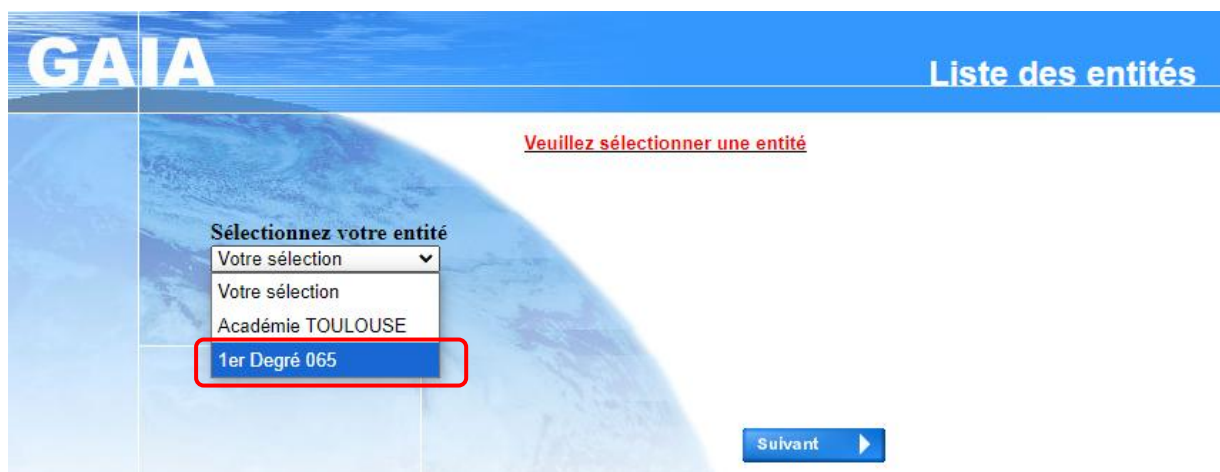 GAIA
Liste des entités
Veuillez sélectionner une entité
Sélectionnez votre entité
Votre sélection
Votre sélection
Académie TOULOUSE
1er Degré 065
Suivant